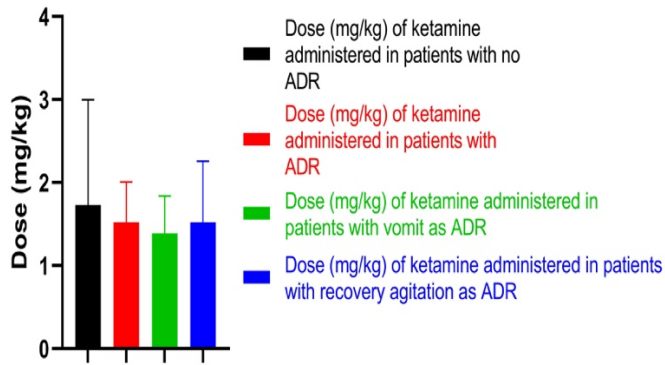 4
3
2
1
0
Dose (mg/kg)
Dose (mg/kg) of ketamine
administered in patients with no
ADR
Dose (mg/kg) of ketamine
administered in patients with
ADR
Dose (mg/kg) of ketamine administered in
patients with vomit as ADR
Dose (mg/kg) of ketamine administered in patients
with recovery agitation as ADR